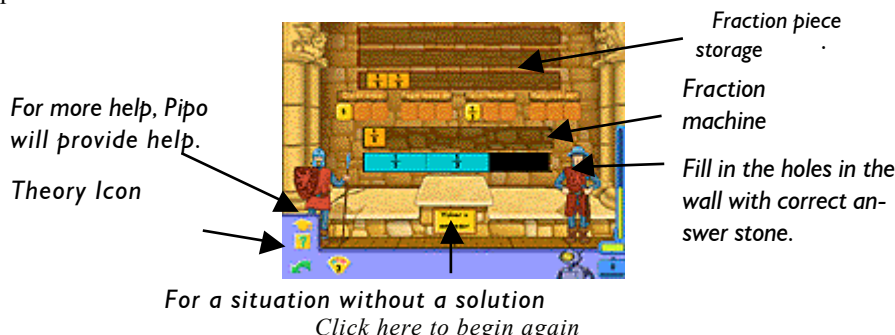 Fraction piece
storage .
For more help, Pipo
will provide help.
Fraction
machine
Theory Icon
Fill in the holes in the
wall with correct an-
swer stone.
For a situation without a solution
Click here to begin again